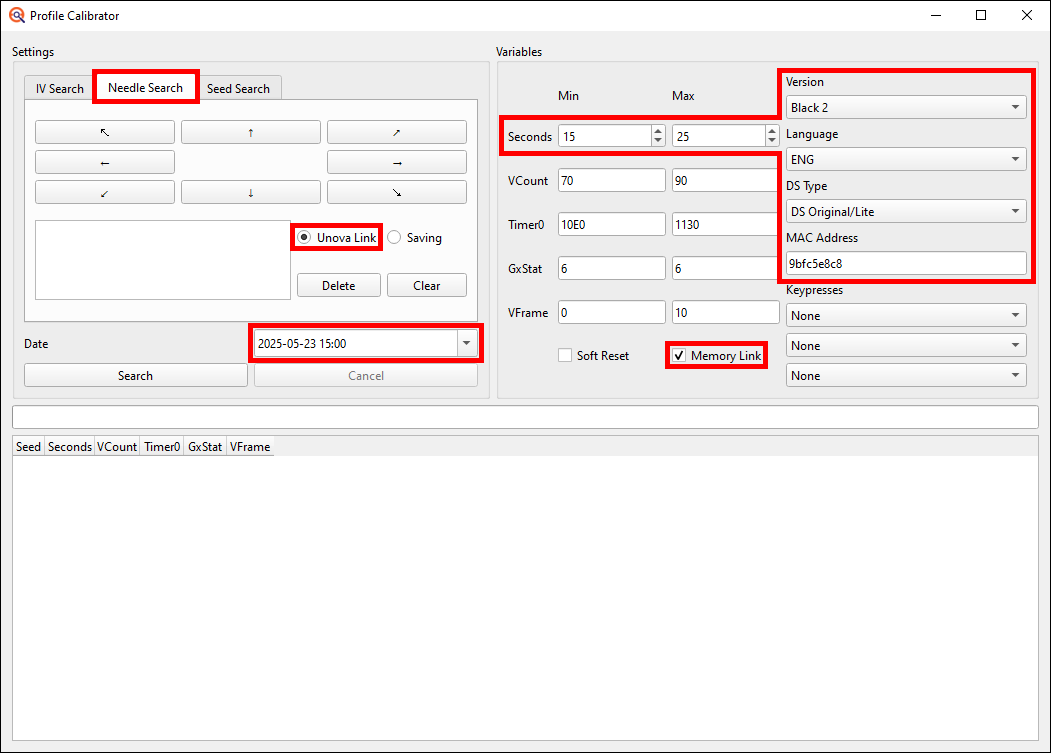 Profile Calibrator
Settings
IV Search Needle Search Seed Search
↖ ↑ ↗
← →
↙ ↓ ↘
Unova Link Saving
Delete Clear
Date 2025-05-23 15:00
Search Cancel
Variables
Min Max
Seconds 15 25
VCount 70 90
Timer0 10E0 1130
GxStat 6 6
VFrame 0 10
Soft Reset Memory Link
Version
Black 2
Language
ENG
DS Type
DS Original/Lite
MAC Address
9bfc5e8c8
Keypresses
None
None
None
Seed Seconds VCount Timer0 GxStat VFrame